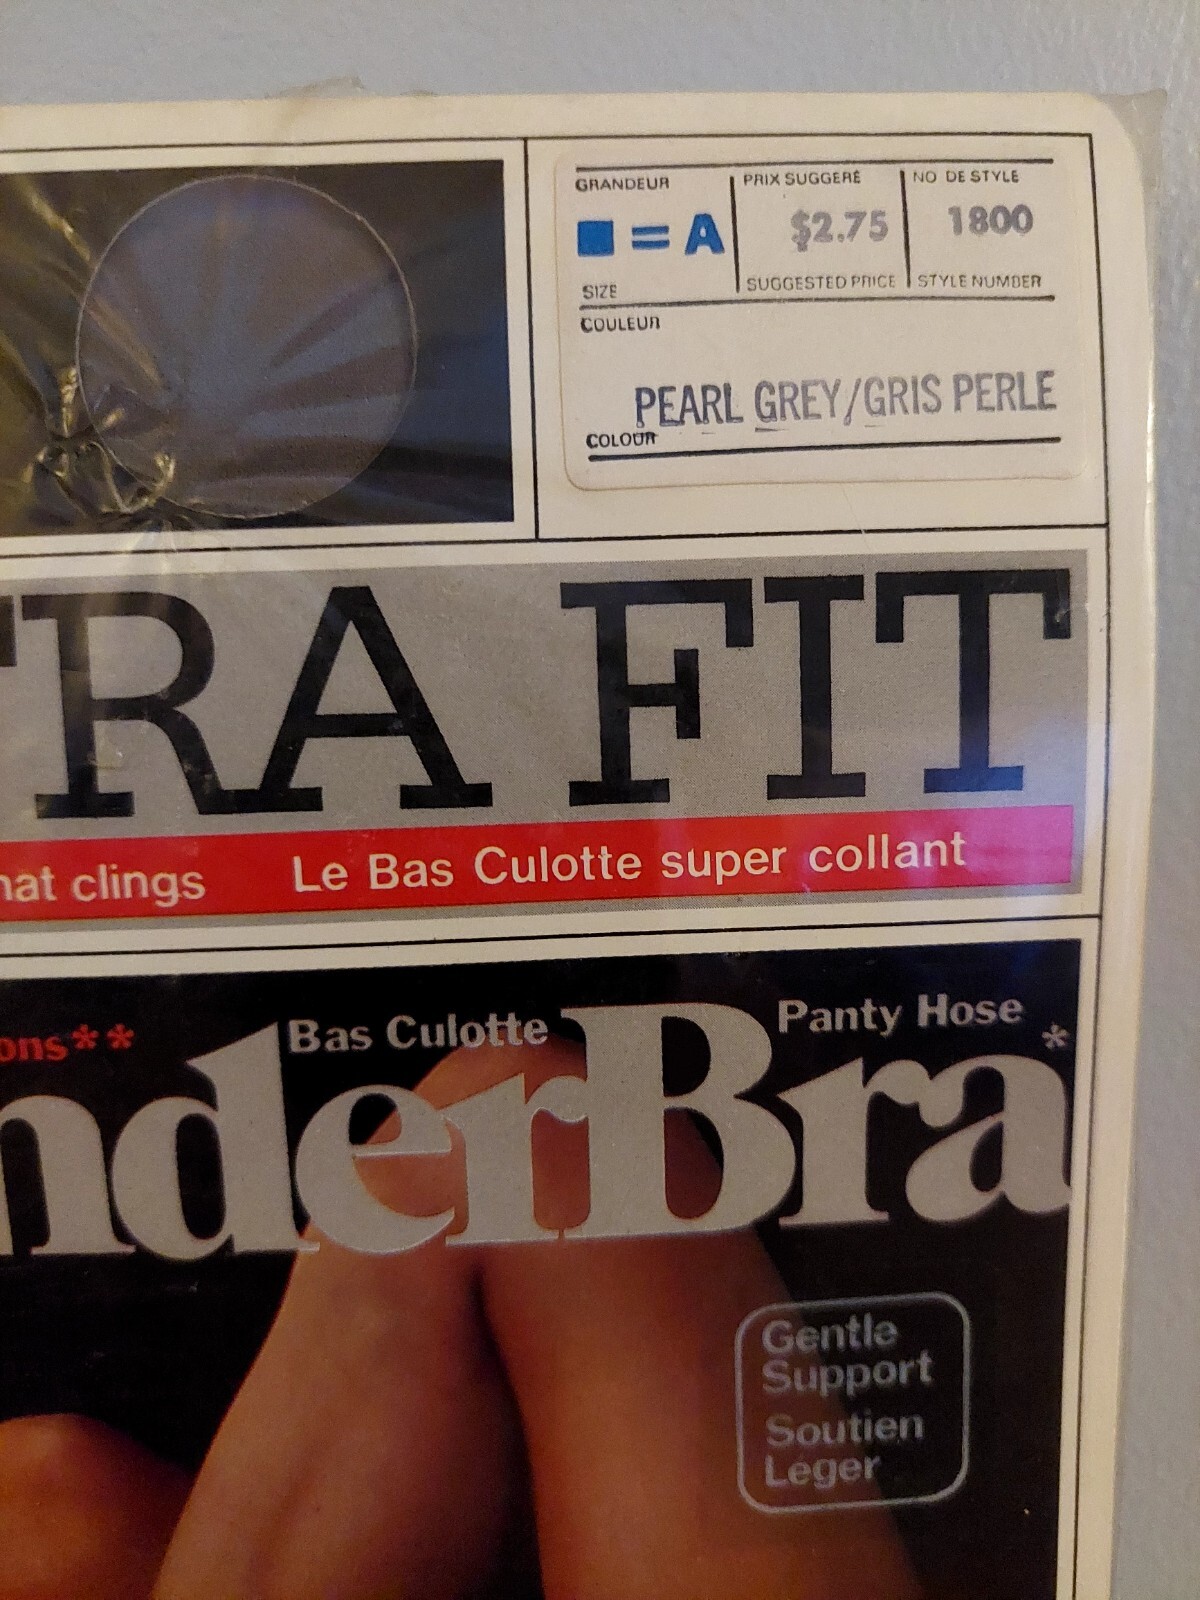 GRANDEUR PRIX SUGGERÉ NO DE STYLE
■ = A $2.75 1800
SIZE SUGGESTED PRICE STYLE NUMBER
COULEUR
PEARL GREY/GRIS PERLE
COLOUR
TRA FIT
hat clings Le Bas Culotte super collant
ons** Bas Culotte Panty Hose
nderBra*
Gentle
Support
Soutien
Leger